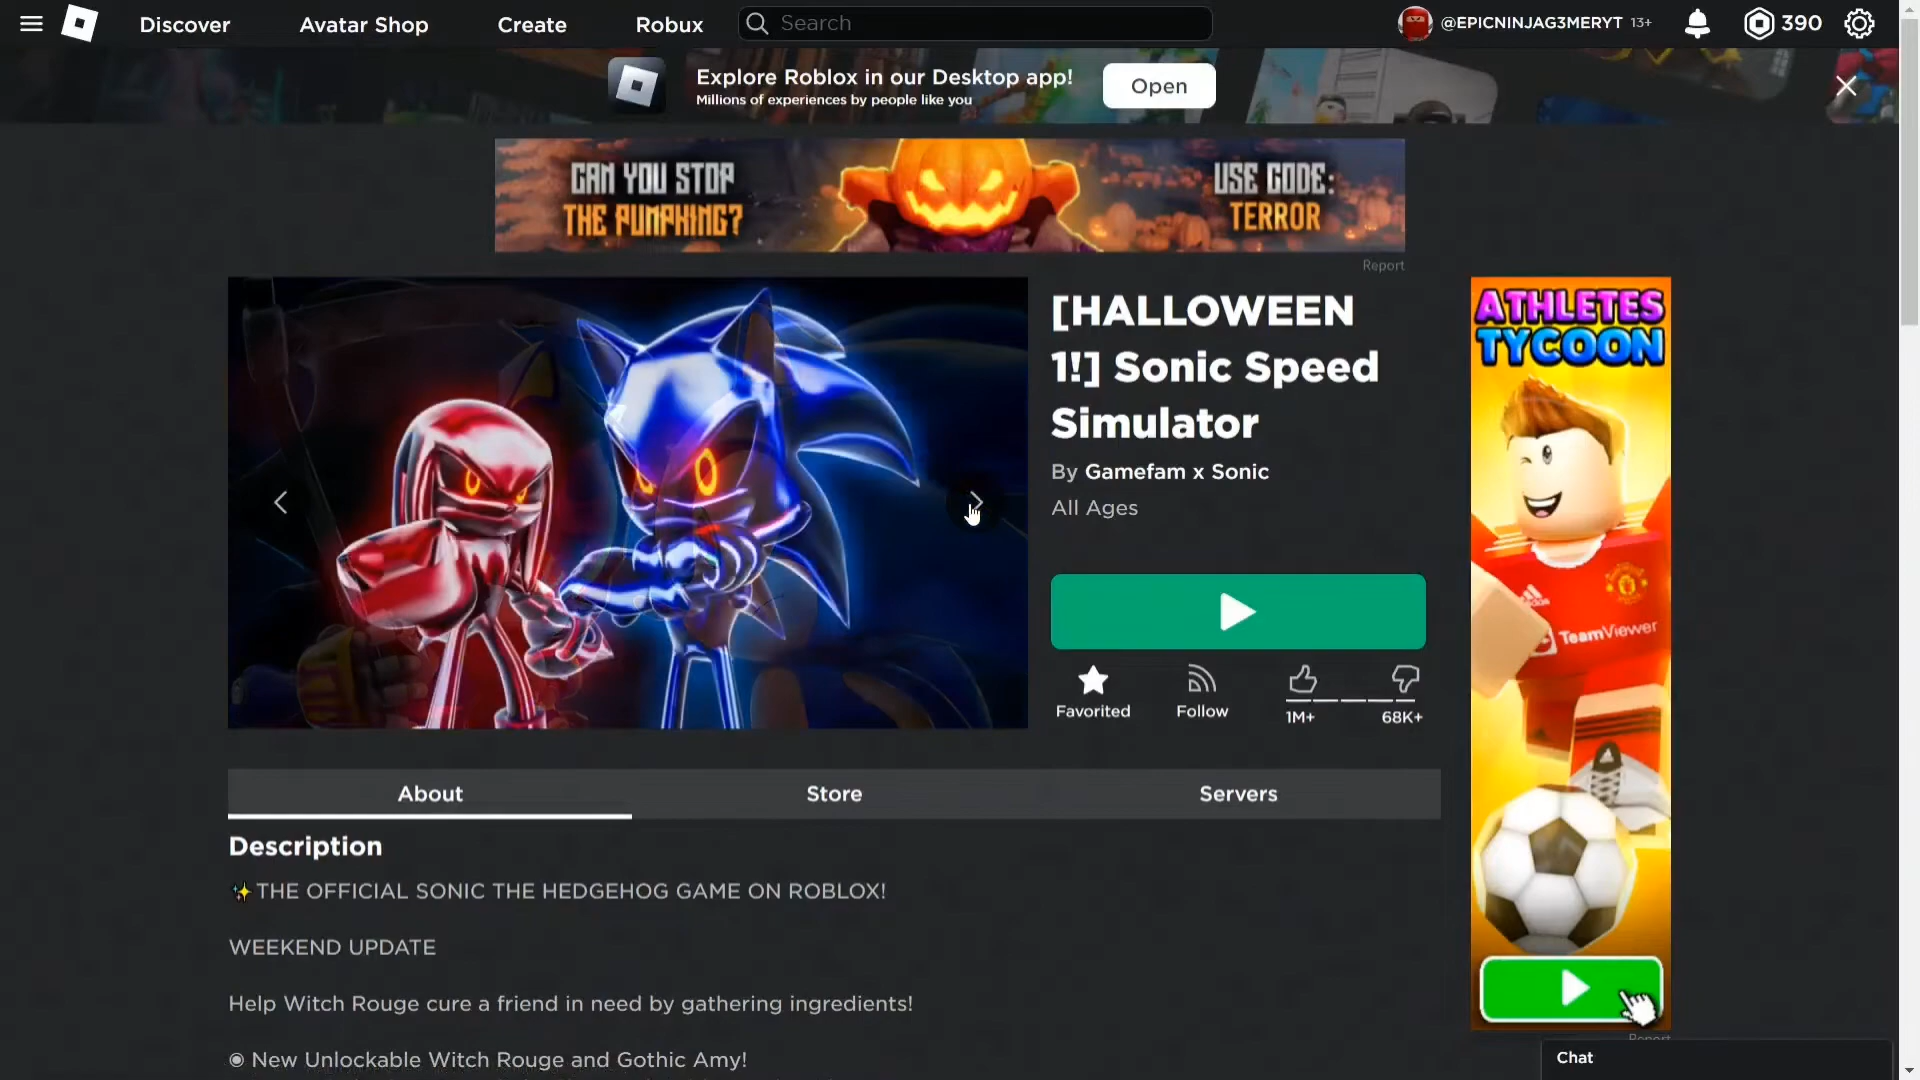 Discover
Avatar Shop
Create
Robux
Search
@EPICNINJAG3MERYT 13+
390
Explore Roblox in our Desktop app!
Millions of experiences by people like you
Open
CAN YOU STOP
THE PUMPKING?
USE CODE:
TERROR
Report
[HALLOWEEN
1!] Sonic Speed
Simulator
By Gamefam x Sonic
All Ages
Favorited
Follow
1M+
68K+
ATHLETES
TYCOON
TeamViewer
About
Store
Servers
Description
✨THE OFFICIAL SONIC THE HEDGEHOG GAME ON ROBLOX!
WEEKEND UPDATE
Help Witch Rouge cure a friend in need by gathering ingredients!
◉ New Unlockable Witch Rouge and Gothic Amy!
Report
Chat